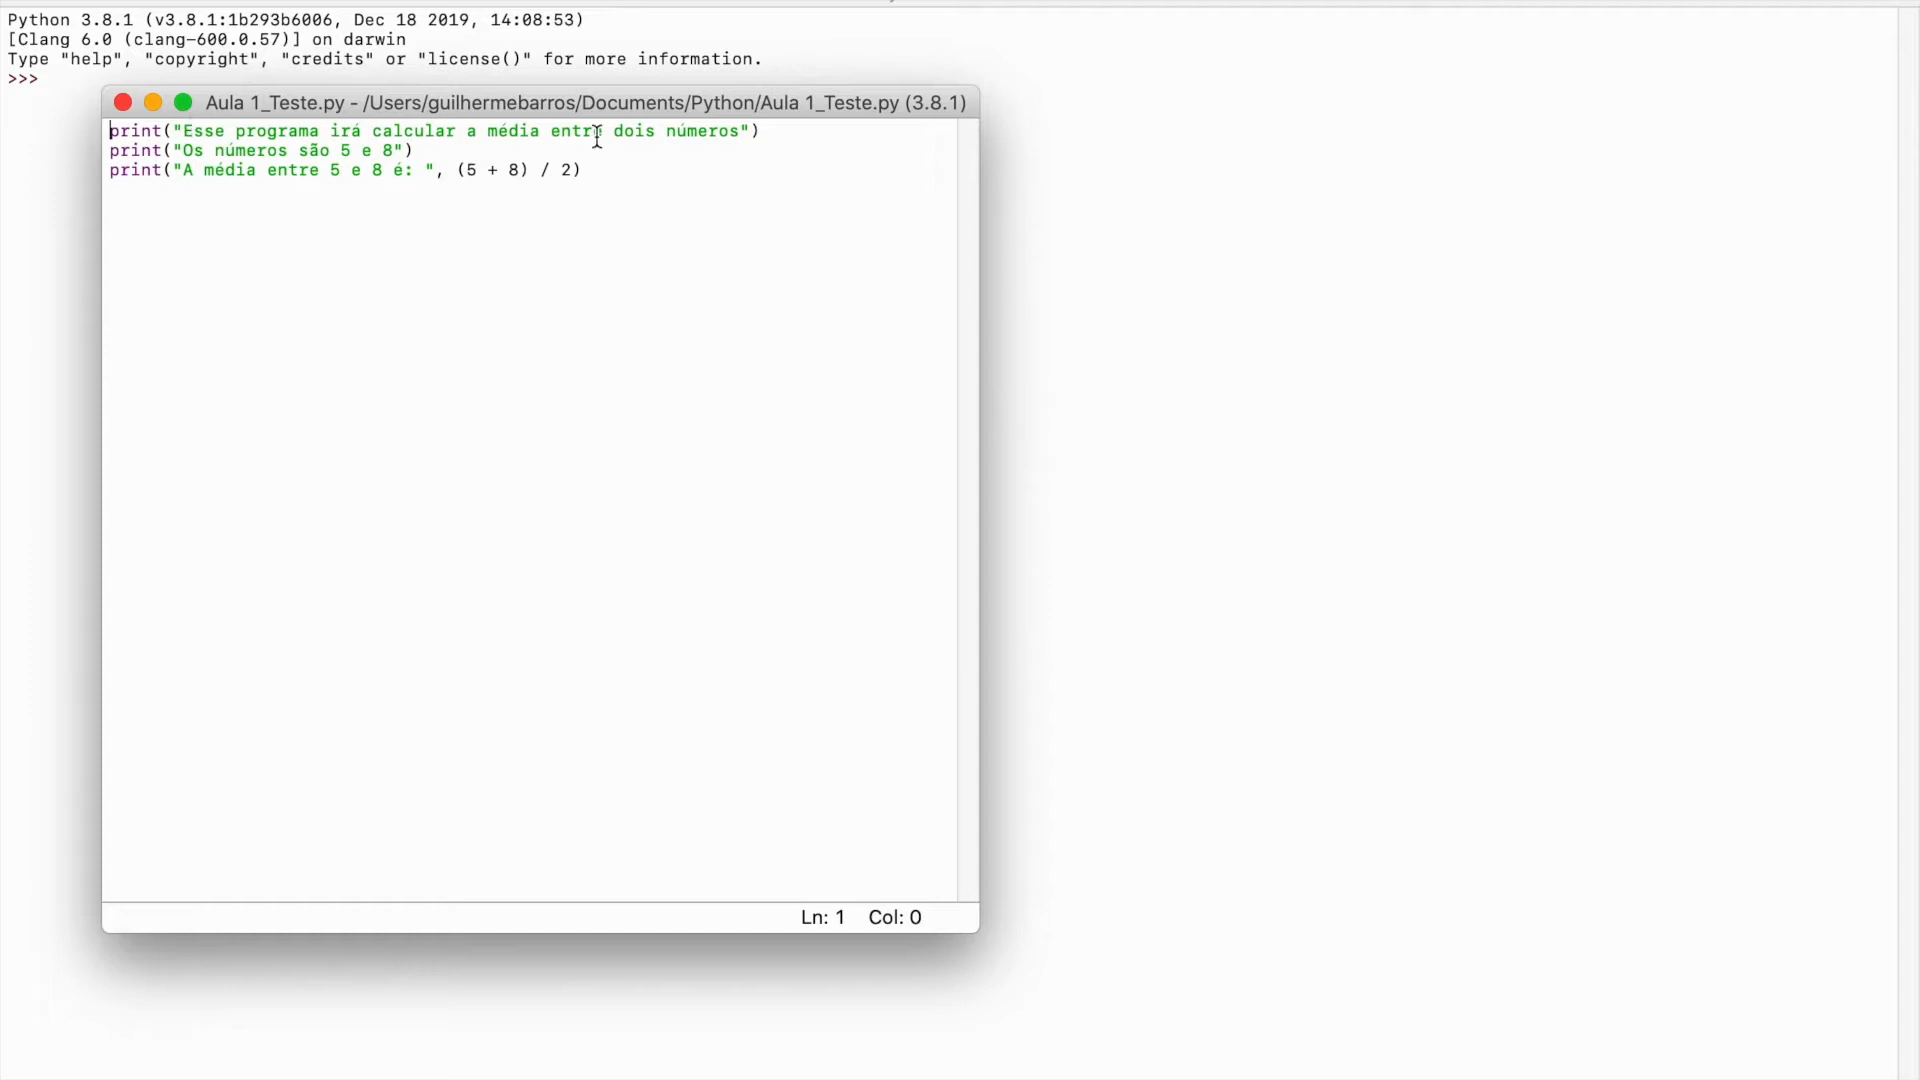 Python 3.8.1 (v3.8.1:1b293b6006, Dec 18 2019, 14:08:53)
[Clang 6.0 (clang-600.0.57)] on darwin
Type "help", "copyright", "credits" or "license()" for more information.
>>>
Aula 1_Teste.py - /Users/guilhermebarros/Documents/Python/Aula 1_Teste.py (3.8.1)
print("Esse programa irá calcular a média entre dois números")
print("Os números são 5 e 8")
print("A média entre 5 e 8 é: ", (5 + 8) / 2)
Ln: 1 Col: 0